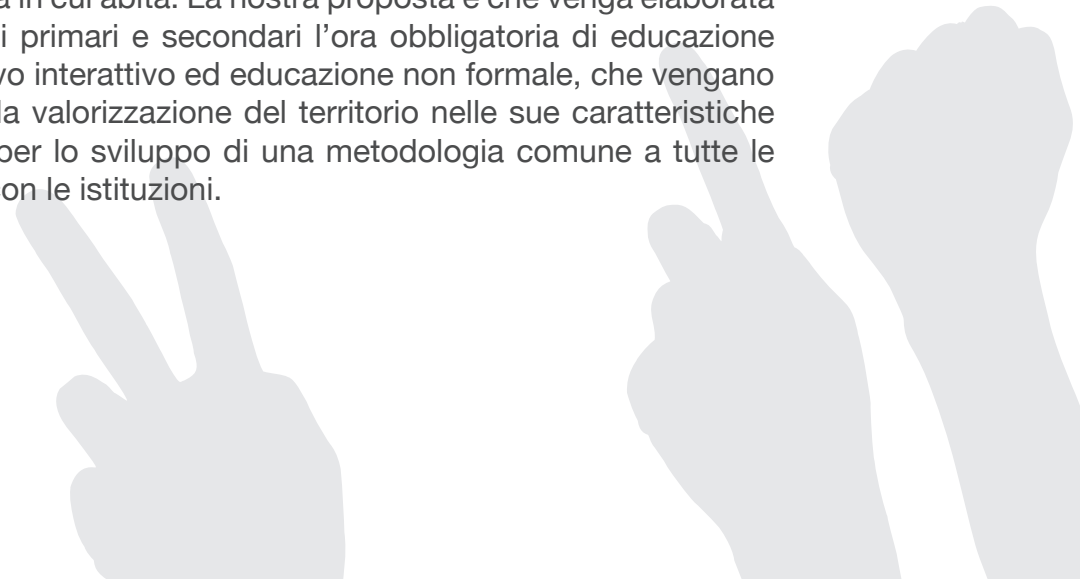 in cui abita. La nostra proposta è che venga elaborata
i primari e secondari l’ora obbligatoria di educazione
vo interattivo ed educazione non formale, che vengano
la valorizzazione del territorio nelle sue caratteristiche
per lo sviluppo di una metodologia comune a tutte le
con le istituzioni.